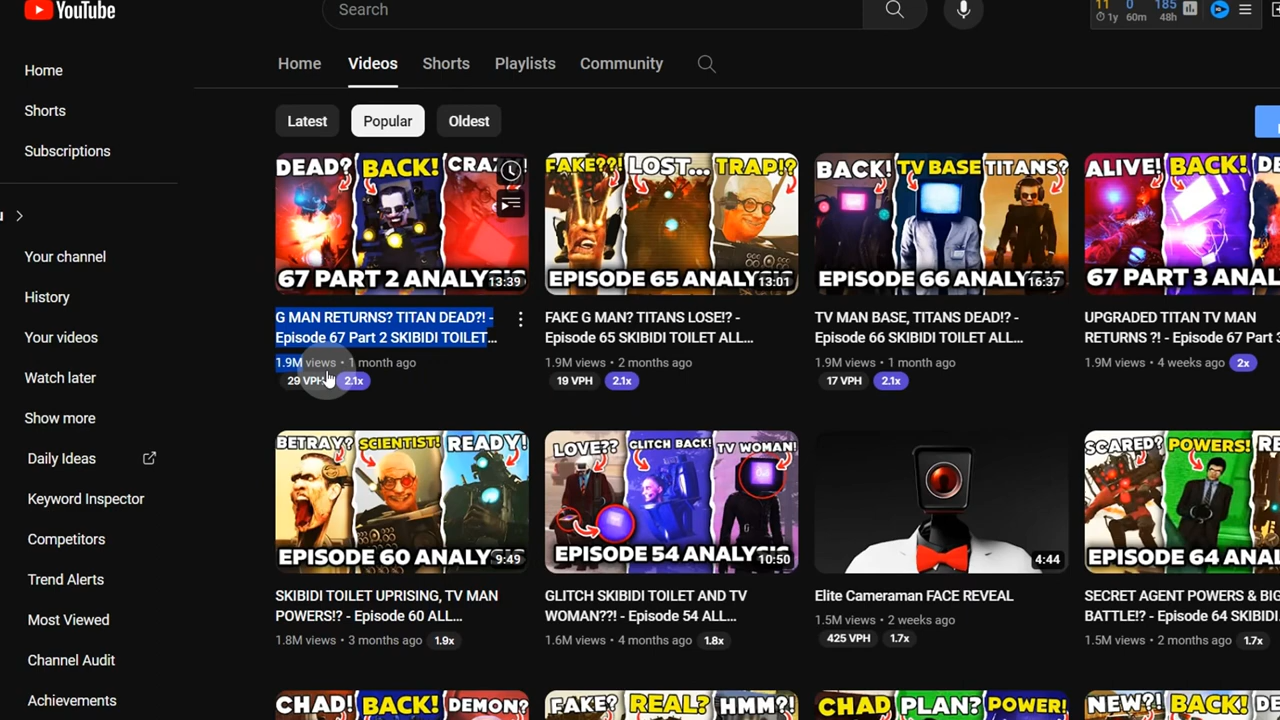 YouTube
Search
11 0 185
1y 60m 48h
Home Videos Shorts Playlists Community
Latest Popular Oldest
Home
Shorts
Subscriptions
Your channel
History
Your videos
Watch later
Show more
Daily Ideas
Keyword Inspector
Competitors
Trend Alerts
Most Viewed
Channel Audit
Achievements
DEAD? BACK!
67 PART 2 ANALYSIS
13:39
G MAN RETURNS? TITAN DEAD?! -
Episode 67 Part 2 SKIBIDI TOILET...
1.9M views • 1 month ago
29 VPH 2.1x
FAKE??! LOST... TRAP!?
EPISODE 65 ANALYSIS
13:01
FAKE G MAN? TITANS LOSE!? -
Episode 65 SKIBIDI TOILET ALL...
1.9M views • 2 months ago
19 VPH 2.1x
BACK! TV BASE TITANS?
EPISODE 66 ANALYSIS
16:37
TV MAN BASE, TITANS DEAD!? -
Episode 66 SKIBIDI TOILET ALL...
1.9M views • 1 month ago
17 VPH 2.1x
ALIVE! BACK! DE
67 PART 3 ANAL
UPGRADED TITAN TV MAN
RETURNS ?! - Episode 67 Part 3
1.9M views • 4 weeks ago 2x
BETRAY? SCIENTIST! READY!
EPISODE 60 ANALYSIS
9:49
SKIBIDI TOILET UPRISING, TV MAN
POWERS!? - Episode 60 ALL...
1.8M views • 3 months ago 1.9x
LOVE?? GLITCH BACK! TV WOMAN!
EPISODE 54 ANALYSIS
10:50
GLITCH SKIBIDI TOILET AND TV
WOMAN??! - Episode 54 ALL...
1.6M views • 4 months ago 1.8x
4:44
Elite Cameraman FACE REVEAL
1.5M views • 2 weeks ago
425 VPH 1.7x
SCARED? POWERS! RE
EPISODE 64 ANAL
SECRET AGENT POWERS & BIG
BATTLE!? - Episode 64 SKIBIDI
1.5M views • 2 months ago 1.7x
CHAD! BACK! DEMON?
FAKE? REAL? HMM?!
CHAD PLAN? POWER!
NEW?! BACK! DE